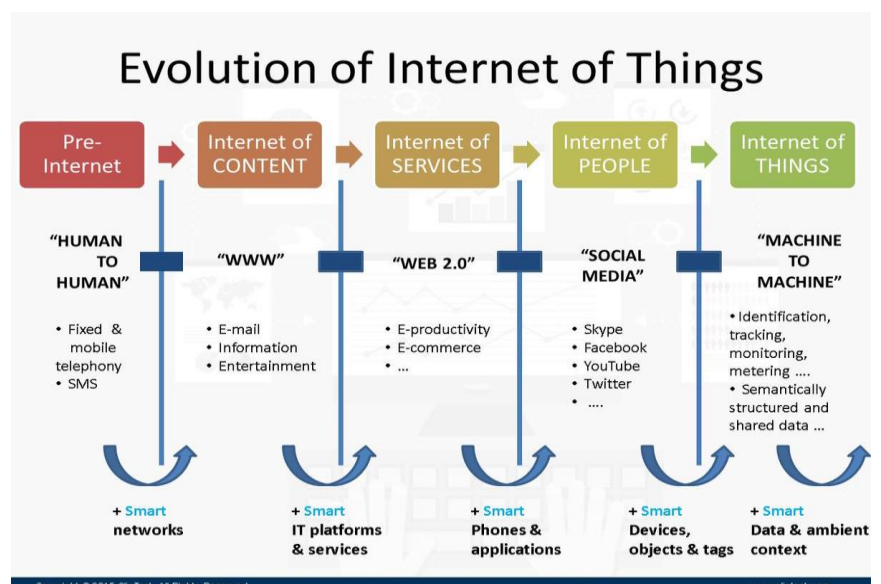 Evolution of Internet of Things
Pre-
Internet
Internet of
CONTENT
Internet of
SERVICES
Internet of
PEOPLE
Internet of
THINGS
“HUMAN
TO
HUMAN”
“WWW”
“WEB 2.0”
“SOCIAL
MEDIA”
“MACHINE
TO
MACHINE”
• Fixed &
mobile
telephony
• SMS
• E-mail
• Information
• Entertainment
• E-productivity
• E-commerce
• ...
• Skype
• Facebook
• YouTube
• Twitter
• ....
• Identification,
tracking,
monitoring,
metering ....
• Semantically
structured and
shared data ...
+ Smart
networks
+ Smart
IT platforms
& services
+ Smart
Phones &
applications
+ Smart
Devices,
objects & tags
+ Smart
Data & ambient
context